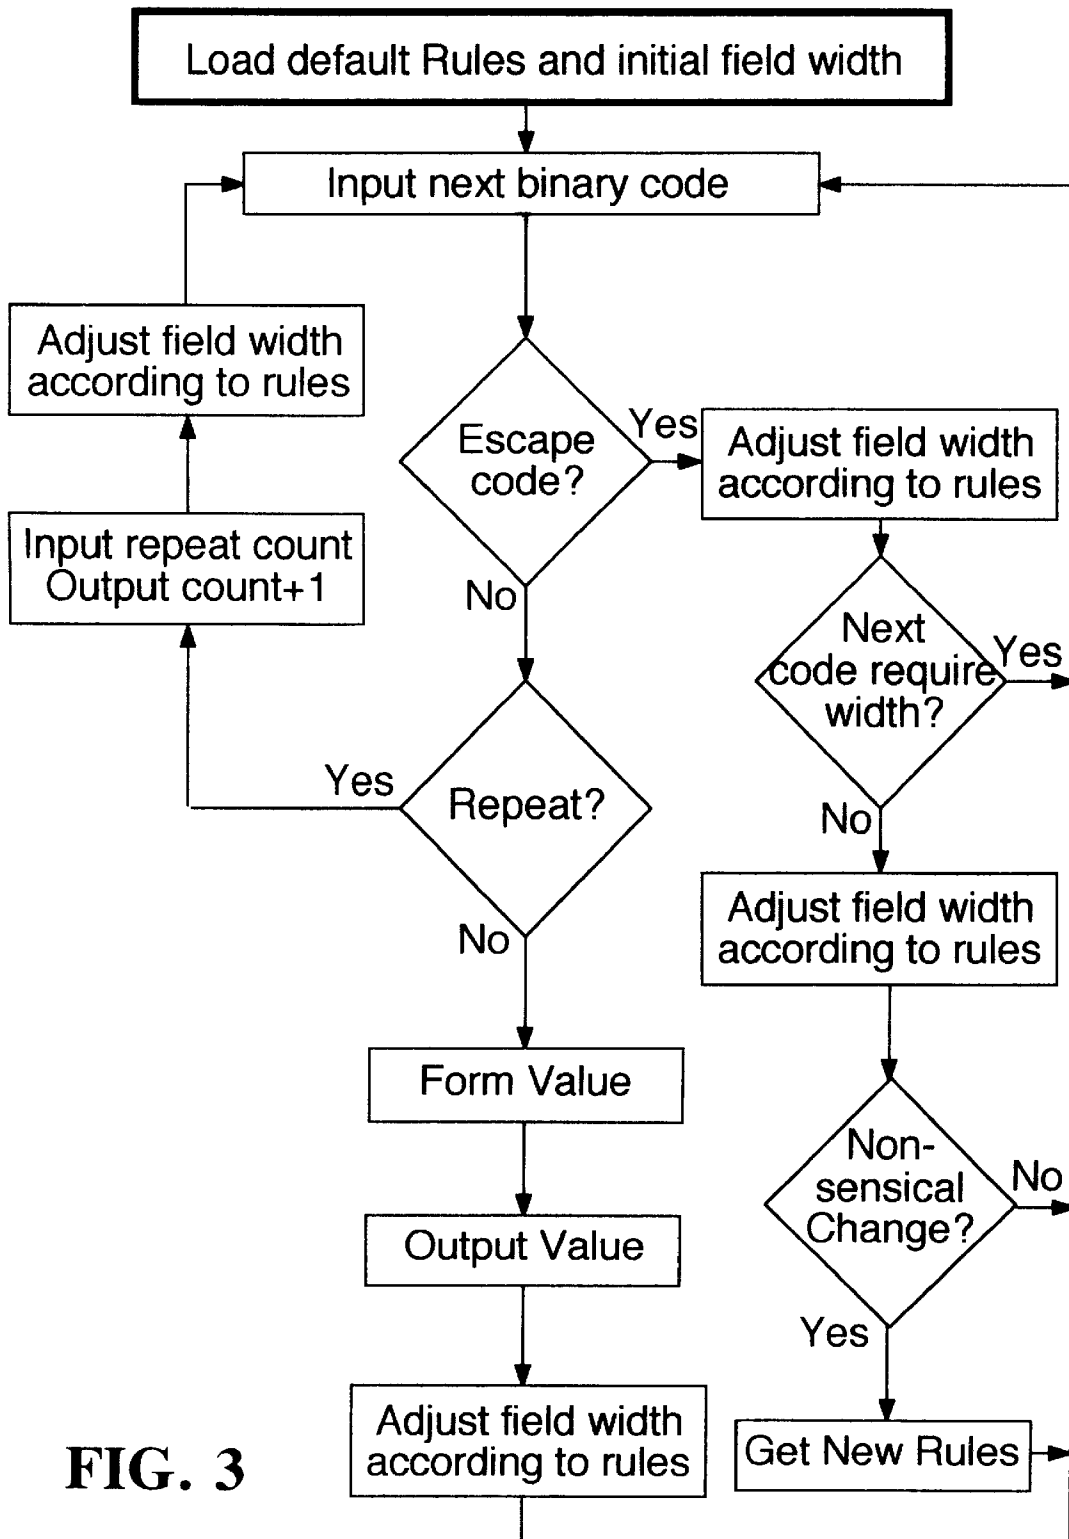 Load default Rules and initial field width
Input next binary code
Adjust field width
according to rules
Escape
code?
Yes
Adjust field width
according to rules
Input repeat count
Output count+1
No
Next
code require
width?
Yes
Yes
Repeat?
No
No
Adjust field width
according to rules
Form Value
Non-
sensical
Change?
No
Output Value
Yes
Adjust field width
according to rules
Get New Rules
FIG. 3